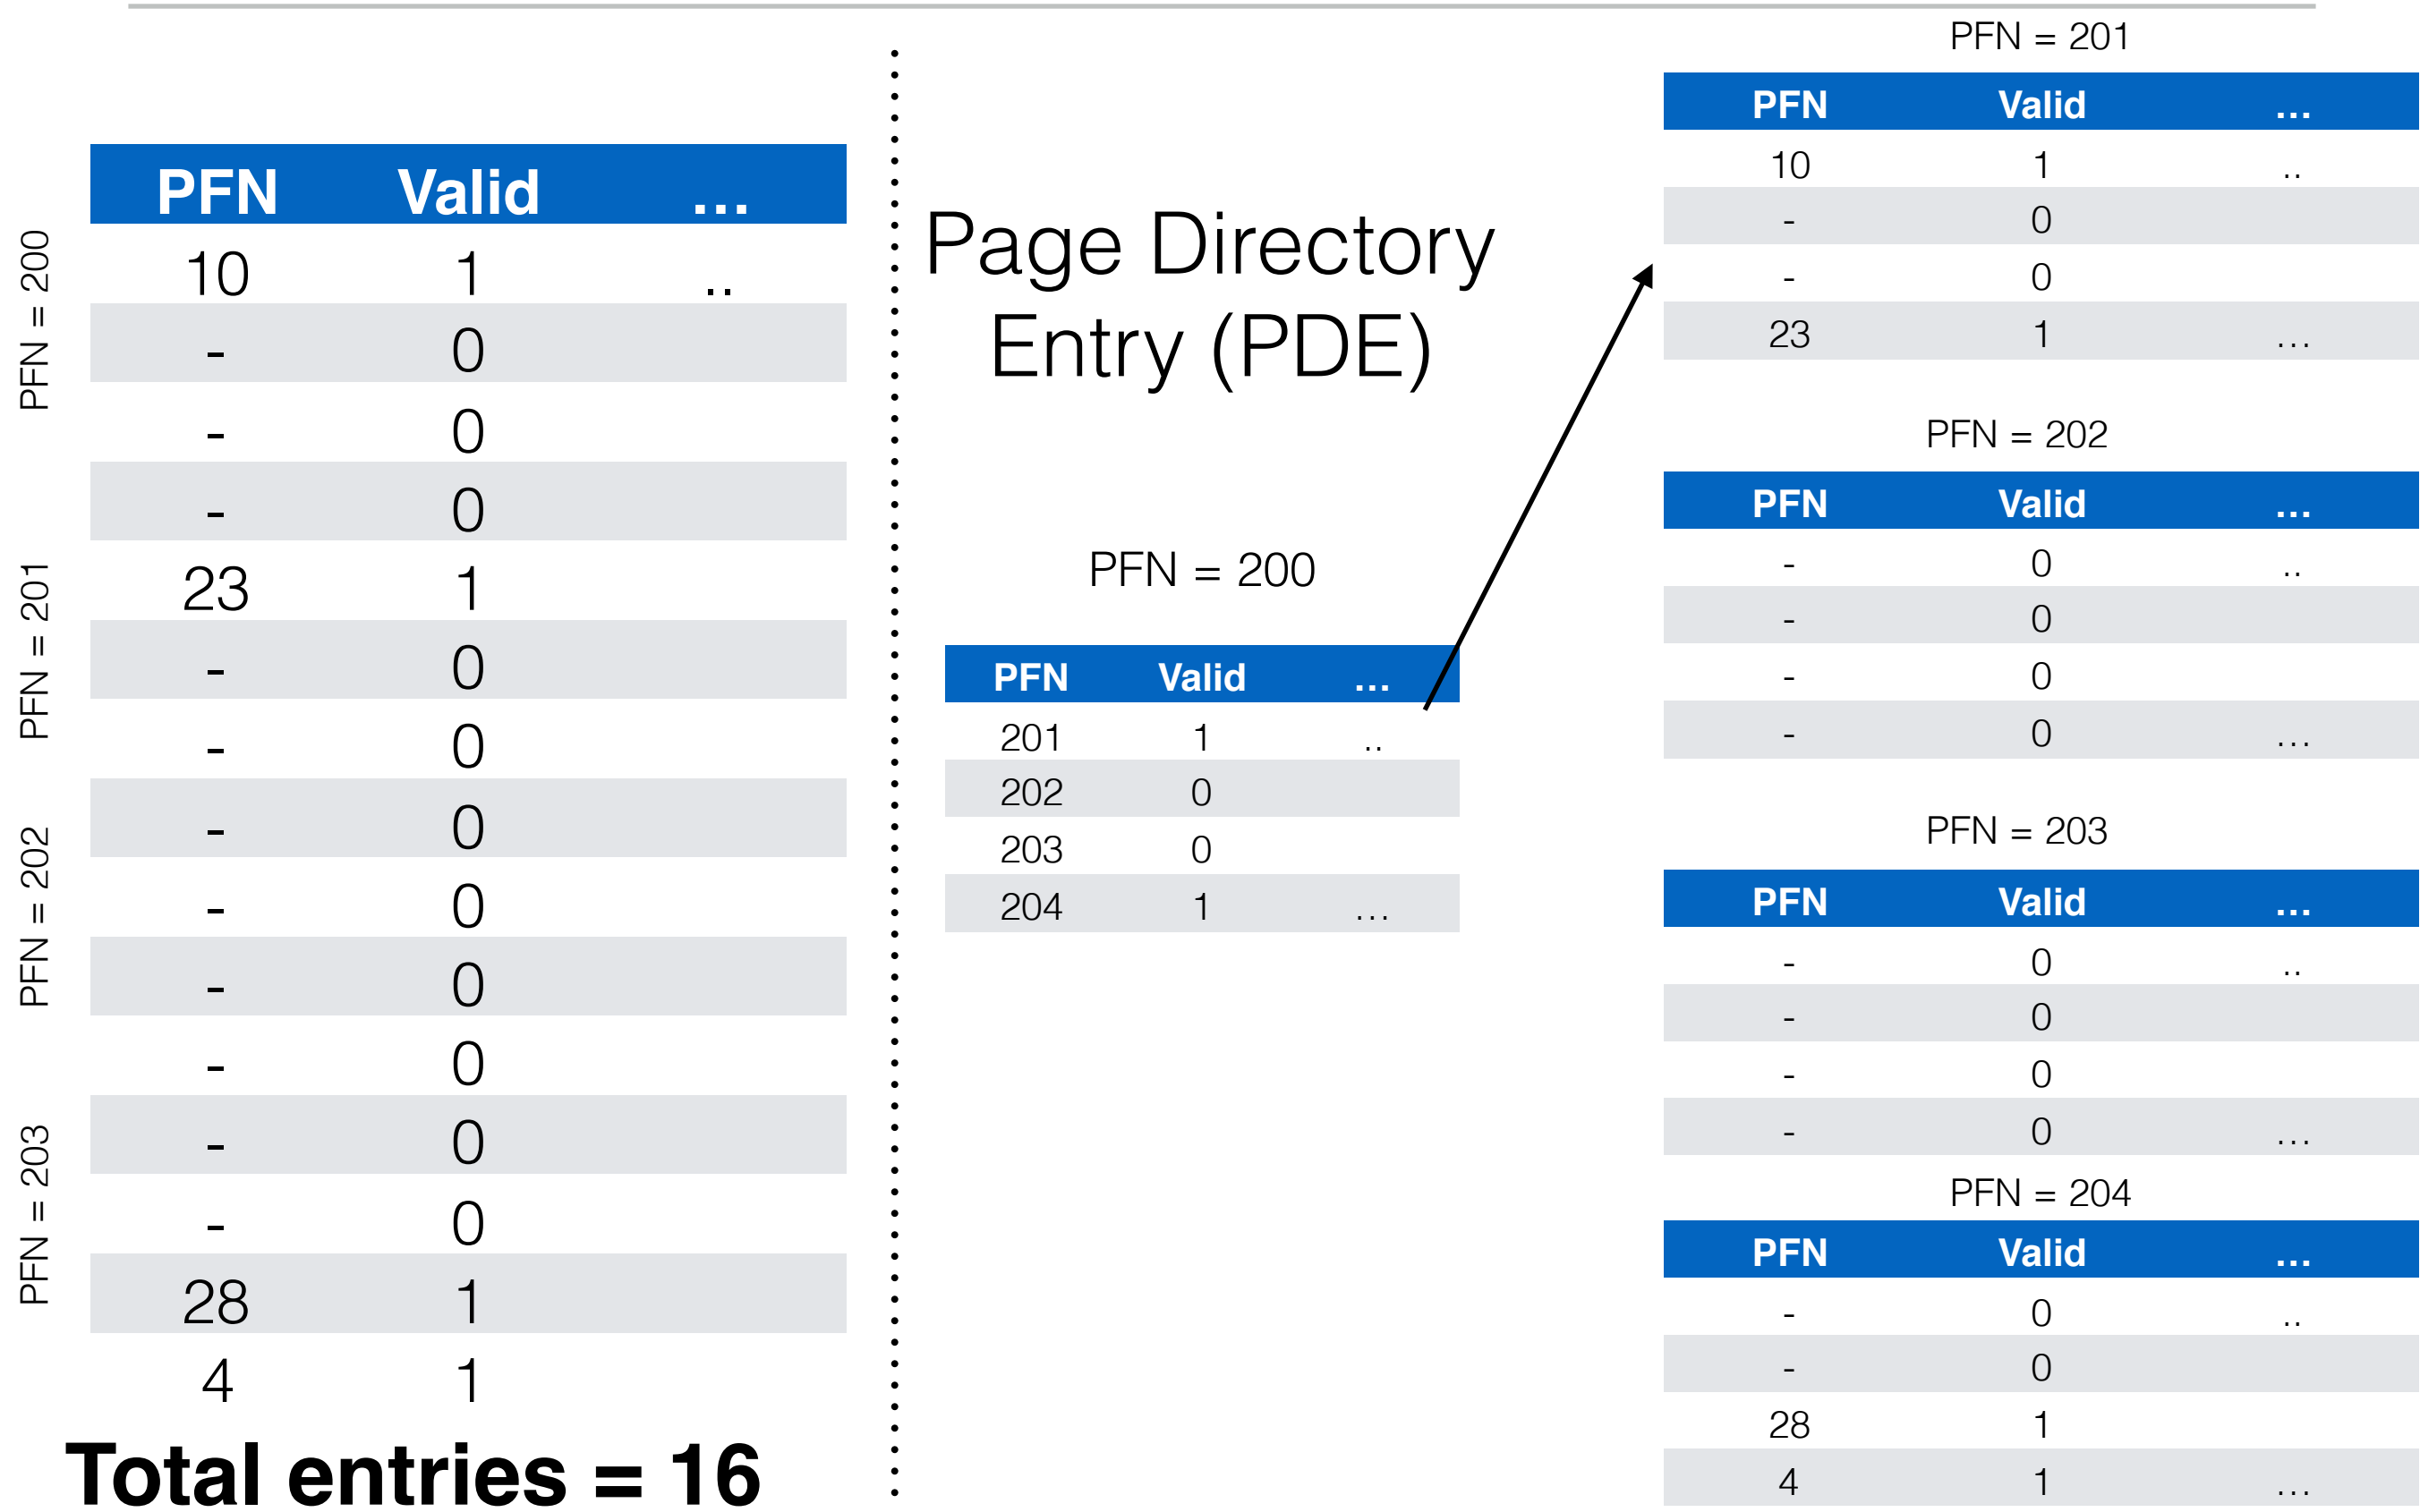 PFN Valid ...
10 1 ..
- 0
- 0
- 0
23 1
- 0
- 0
- 0
- 0
- 0
- 0
- 0
- 0
28 1
4 1
PFN = 200
PFN = 201
PFN = 202
PFN = 203
Total entries = 16
Page Directory
Entry (PDE)
PFN = 200
PFN Valid ...
201 1 ..
202 0
203 0
204 1 ...
PFN = 201
PFN Valid ...
10 1 ..
- 0
- 0
23 1 ...
PFN = 202
PFN Valid ...
- 0 ..
- 0
- 0
- 0 ...
PFN = 203
PFN Valid ...
- 0 ..
- 0
- 0
- 0 ...
PFN = 204
PFN Valid ...
- 0 ..
- 0
28 1
4 1 ...